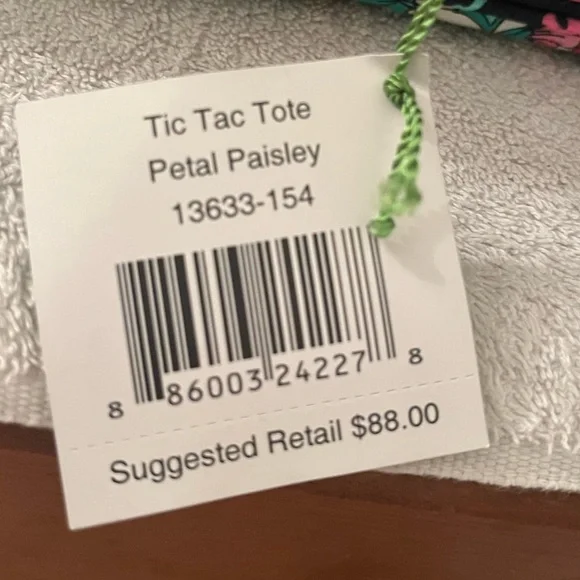 Tic Tac Tote
Petal Paisley
13633-154
8 86003 24227 8
Suggested Retail $88.00